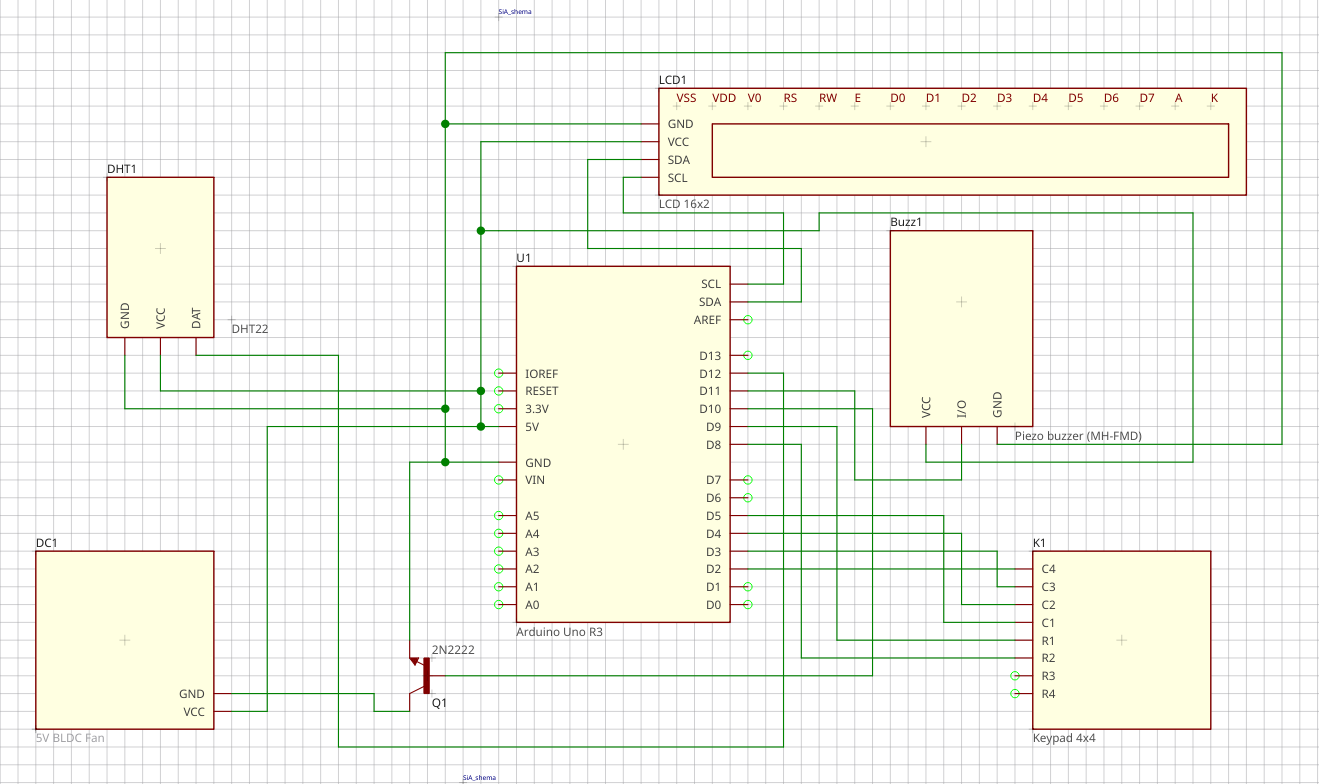 SiA_shema
LCD1
VSS VDD V0 RS RW E D0 D1 D2 D3 D4 D5 D6 D7 A K
GND
VCC
SDA
SCL
LCD 16x2
DHT1
GND VCC DAT
DHT22
Buzz1
VCC I/O GND
Piezo buzzer (MH-FMD)
U1
SCL
SDA
AREF
D13
IOREF D12
RESET D11
3.3V D10
5V D9
D8
GND
VIN D7
D6
A5 D5
A4 D4
A3 D3
A2 D2
A1 D1
A0 D0
Arduino Uno R3
DC1
GND
VCC
5V BLDC Fan
2N2222
Q1
K1
C4
C3
C2
C1
R1
R2
R3
R4
Keypad 4x4
SiA_shema